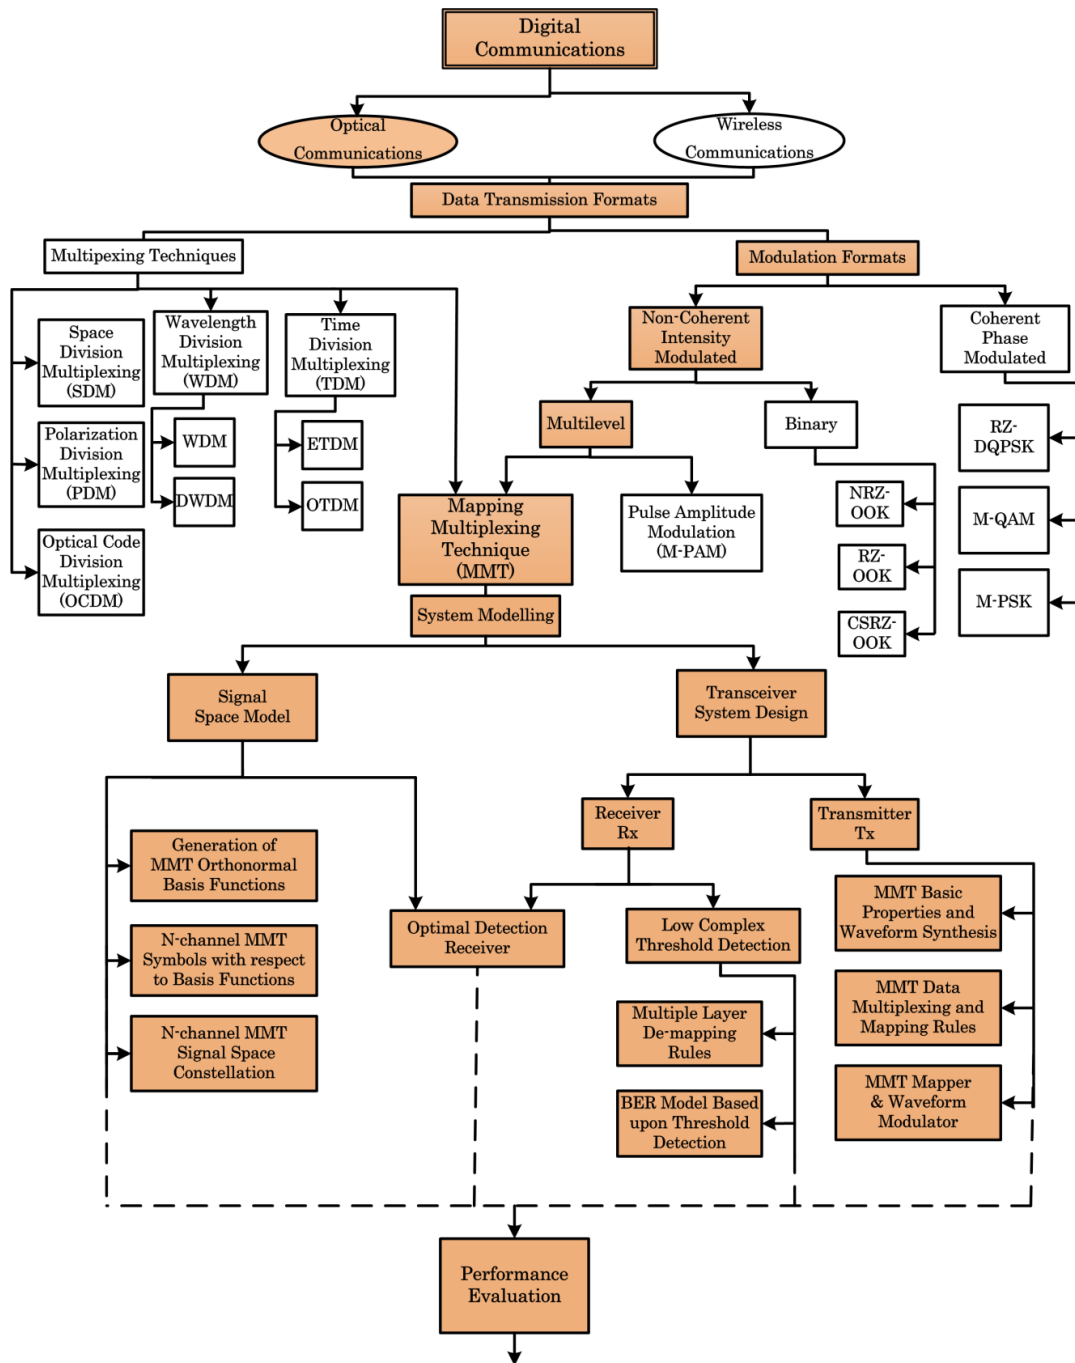 Digital
Communications
Optical
Communications
Wireless
Communications
Data Transmission Formats
Multipexing Techniques
Modulation Formats
Space
Division
Multiplexing
(SDM)
Wavelength
Division
Multiplexing
(WDM)
Time
Division
Multiplexing
(TDM)
Non-Coherent
Intensity
Modulated
Coherent
Phase
Modulated
Polarization
Division
Multiplexing
(PDM)
WDM
DWDM
ETDM
OTDM
Multilevel
Binary
RZ-
DQPSK
Optical Code
Division
Multiplexing
(OCDM)
Mapping
Multiplexing
Technique
(MMT)
Pulse Amplitude
Modulation
(M-PAM)
NRZ-
OOK
RZ-
OOK
CSRZ-
OOK
M-QAM
M-PSK
System Modelling
Signal
Space Model
Transceiver
System Design
Receiver
Rx
Transmitter
Tx
Generation of
MMT Orthonormal
Basis Functions
N-channel MMT
Symbols with respect
to Basis Functions
N-channel MMT
Signal Space
Constellation
Optimal Detection
Receiver
Low Complex
Threshold Detection
Multiple Layer
De-mapping
Rules
BER Model Based
upon Threshold
Detection
MMT Basic
Properties and
Waveform Synthesis
MMT Data
Multiplexing and
Mapping Rules
MMT Mapper
& Waveform
Modulator
Performance
Evaluation